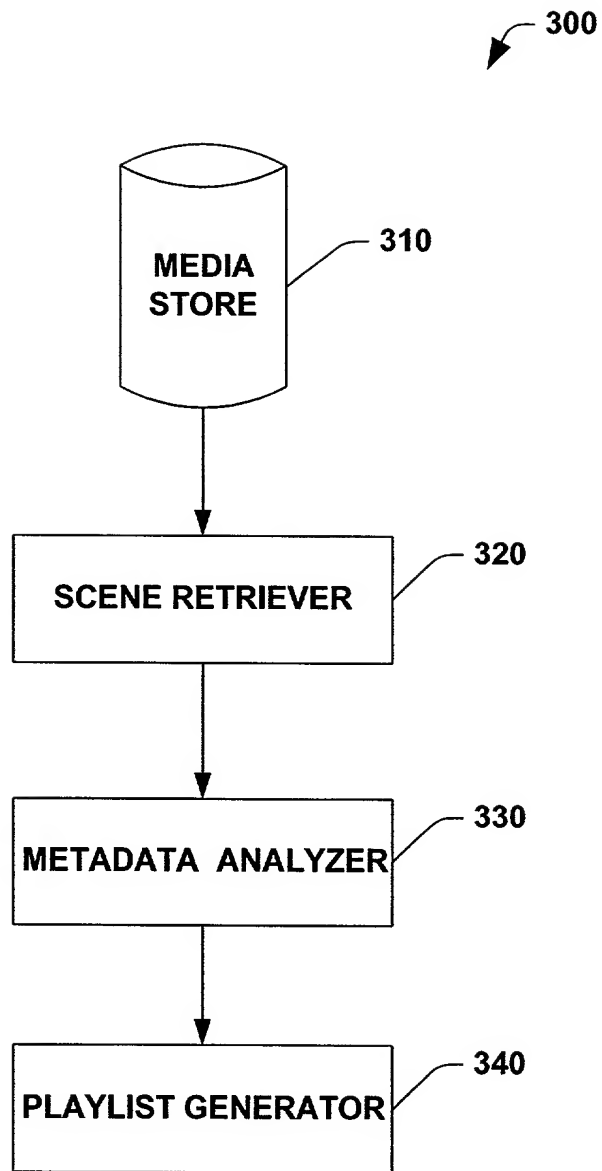 300
MEDIA
STORE
310
SCENE RETRIEVER
320
METADATA ANALYZER
330
PLAYLIST GENERATOR
340